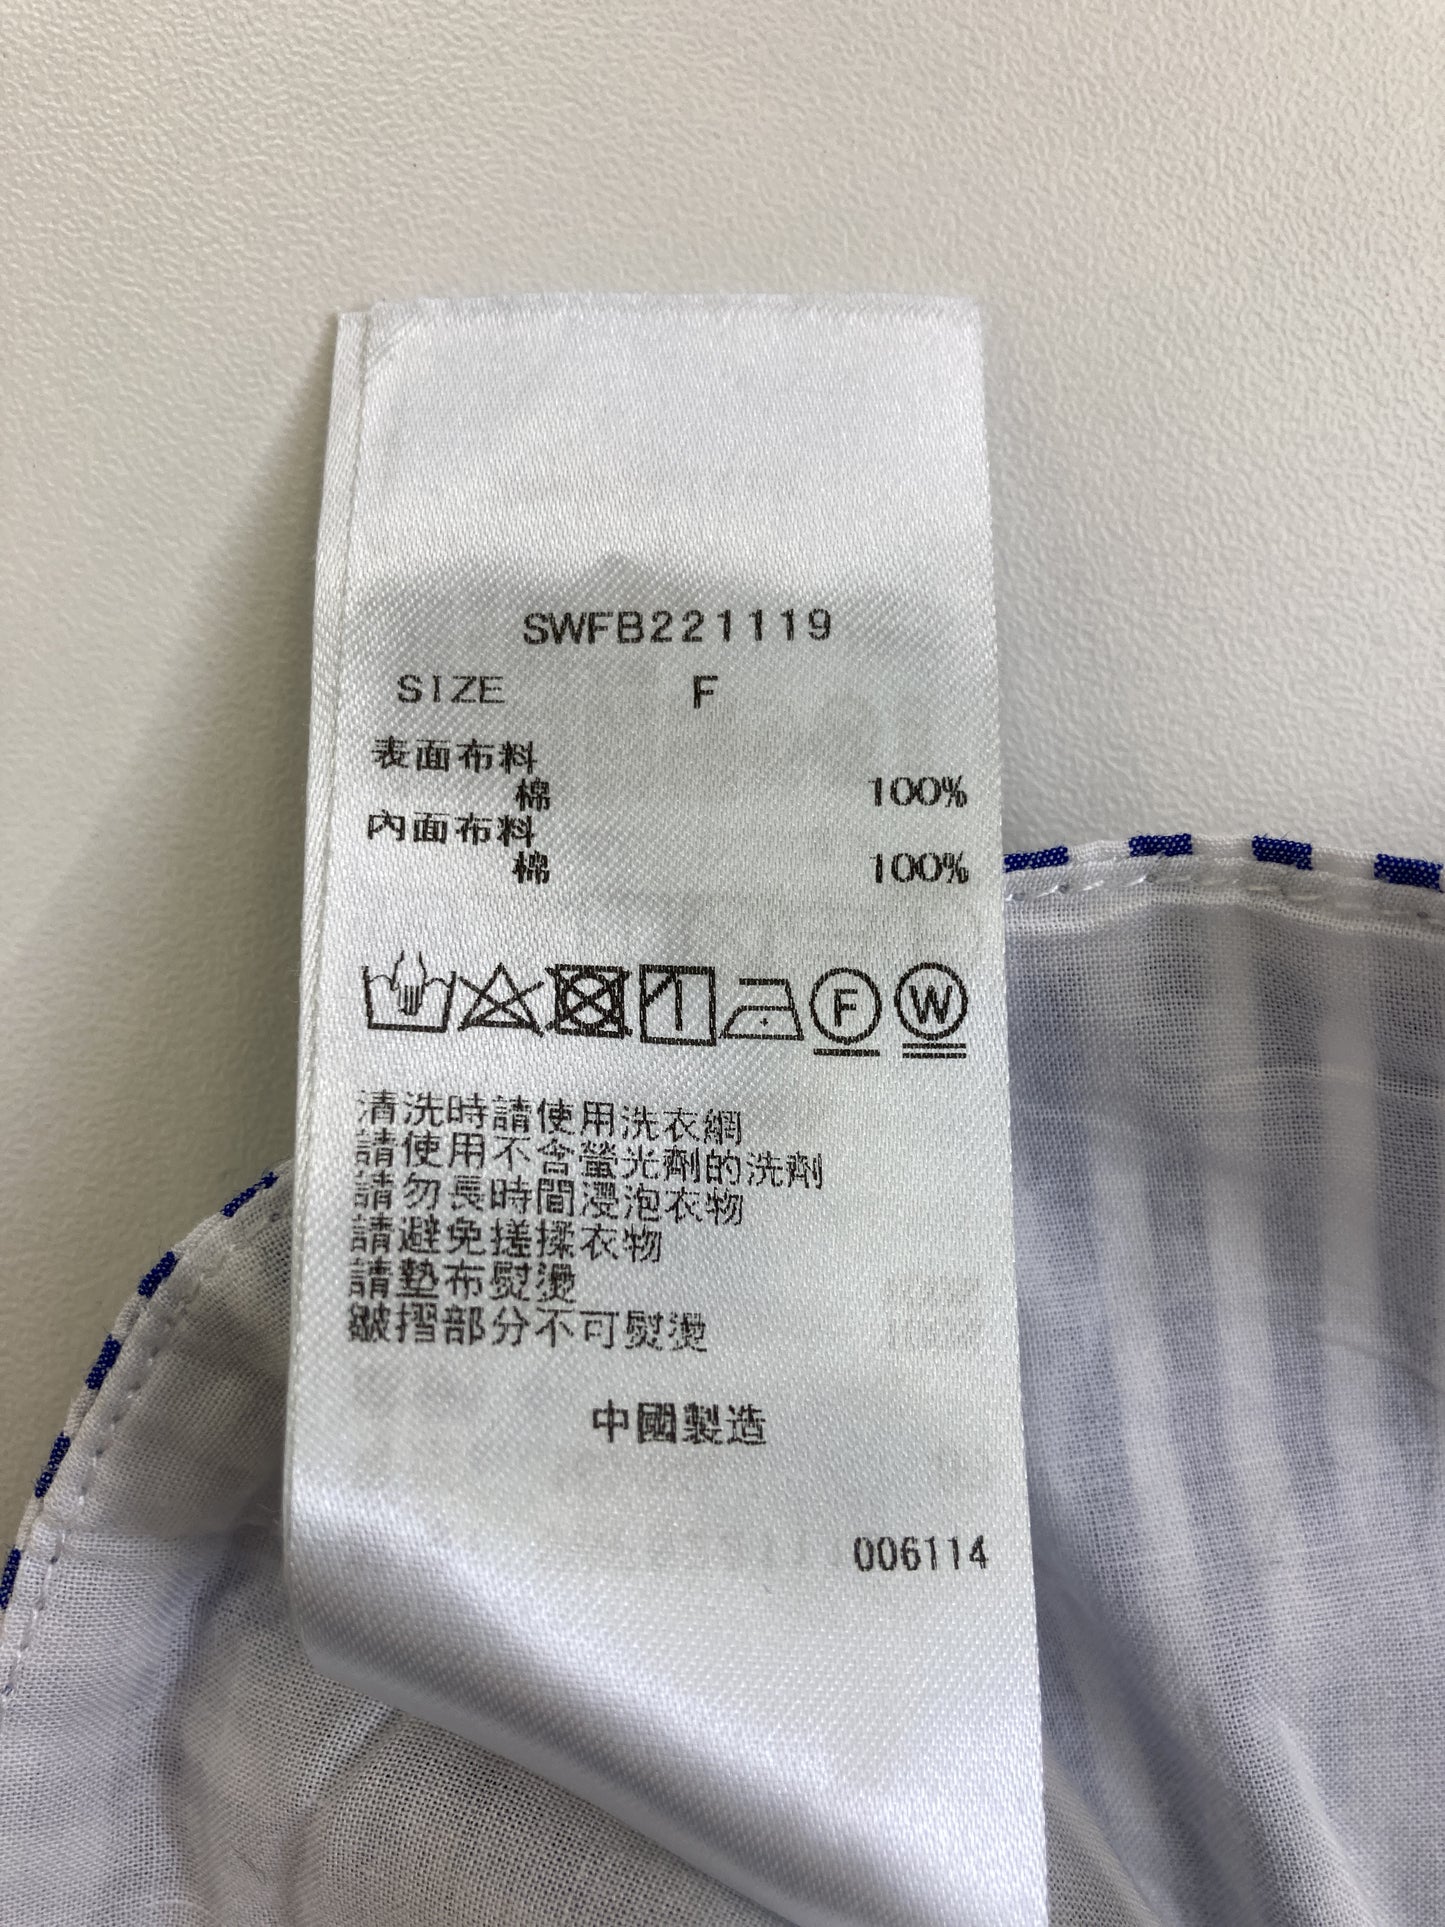 SWFB221119
SIZE F
表面布料
棉 100%
內面布料
棉 100%
F W
清洗時請使用洗衣網
請使用不含螢光劑的洗劑
請勿長時間浸泡衣物
請避免搓揉衣物
請墊布熨燙
皺摺部分不可熨燙
中國製造
006114